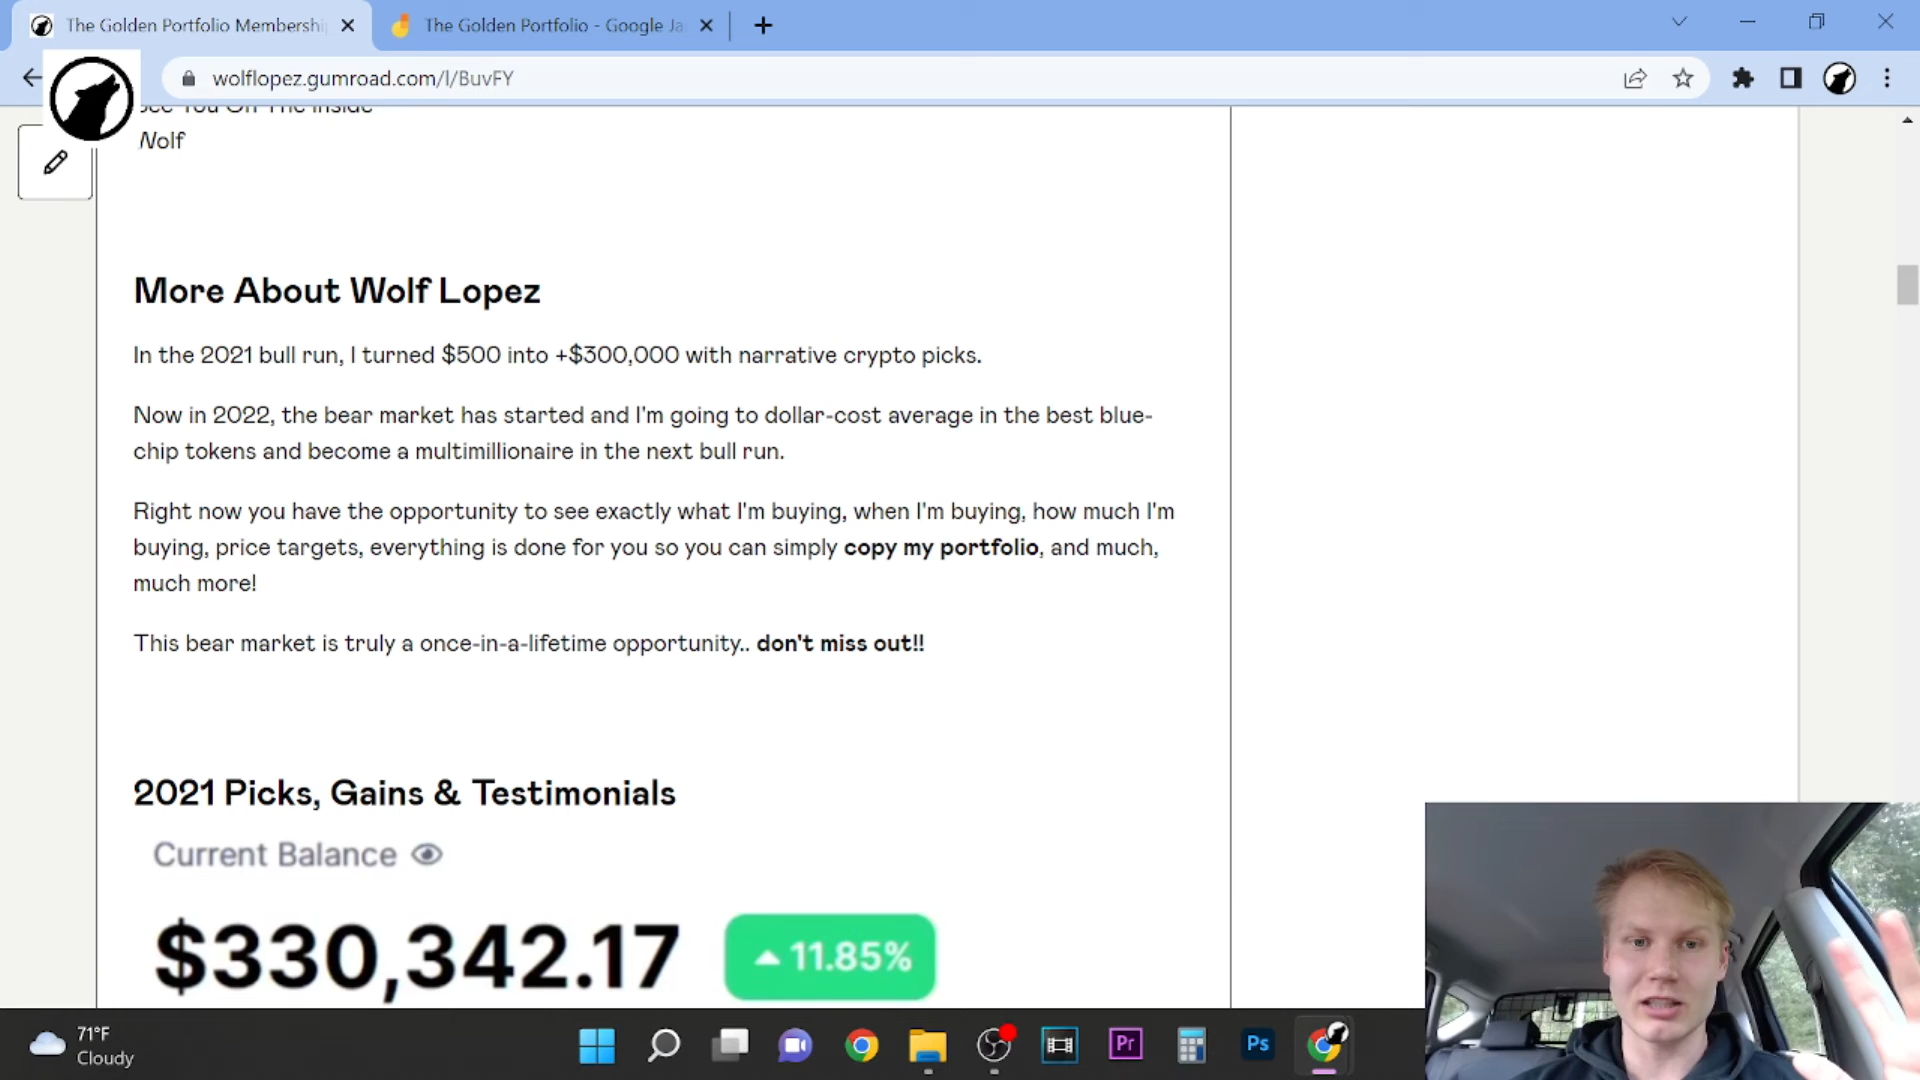 The Golden Portfolio Membershi
The Golden Portfolio - Google Ja
wolflopez.gumroad.com/l/BuvFY
See You On The Inside
Wolf
More About Wolf Lopez
In the 2021 bull run, I turned $500 into +$300,000 with narrative crypto picks.
Now in 2022, the bear market has started and I'm going to dollar-cost average in the best blue-
chip tokens and become a multimillionaire in the next bull run.
Right now you have the opportunity to see exactly what I'm buying, when I'm buying, how much I'm
buying, price targets, everything is done for you so you can simply copy my portfolio, and much,
much more!
This bear market is truly a once-in-a-lifetime opportunity.. don't miss out!!
2021 Picks, Gains & Testimonials
Current Balance
$330,342.17
11.85%
71°F
Cloudy
Pr
Ps